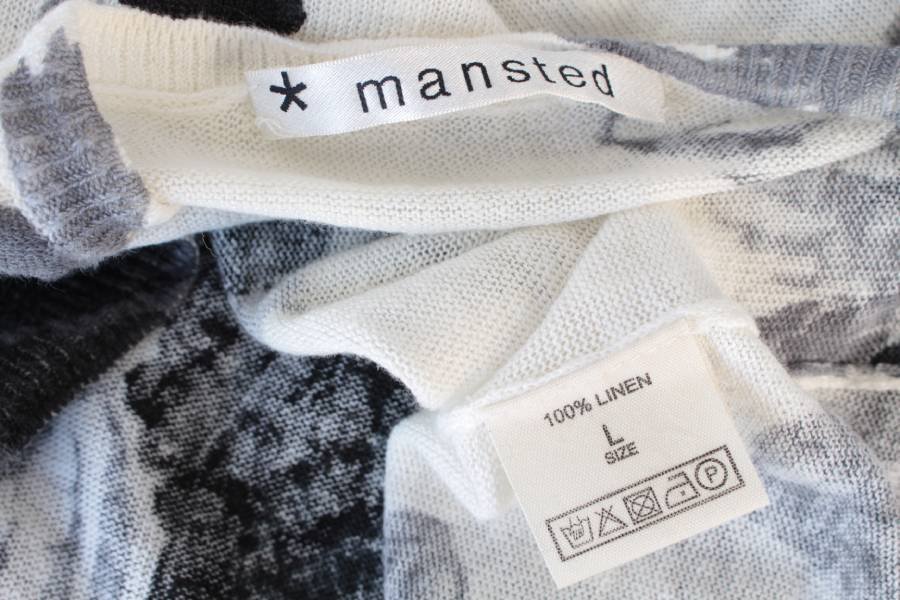 * mansted
100% LINEN
L
SIZE
P